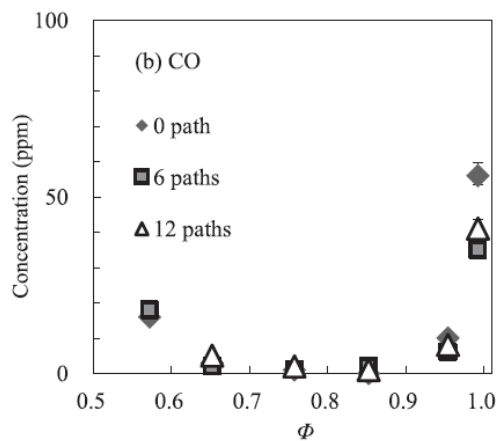 100
(b) CO
0 path
6 paths
12 paths
50
0
Concentration (ppm)
0.5 0.6 0.7 0.8 0.9 1.0
Φ